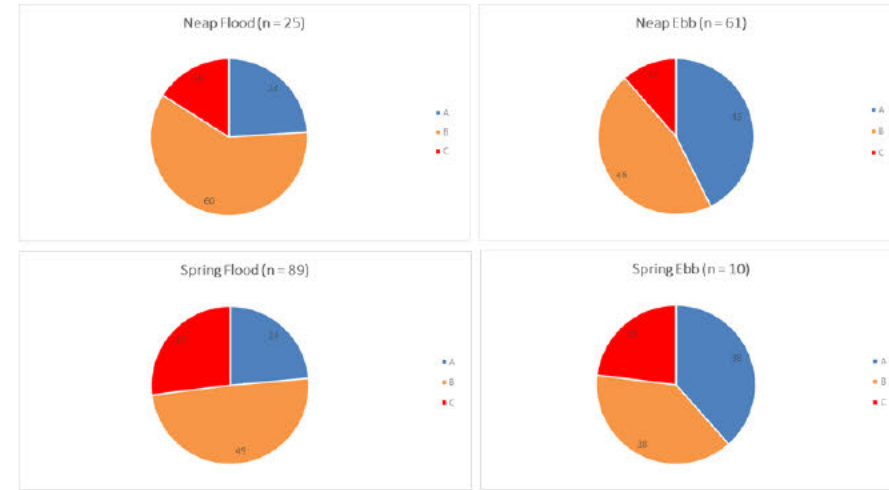 Neap Flood (n = 25)
24
60
A
B
C
Neap Ebb (n = 61)
46
A
B
C
Spring Flood (n = 89)
24
49
A
B
C
Spring Ebb (n = 10)
38
38
A
B
C